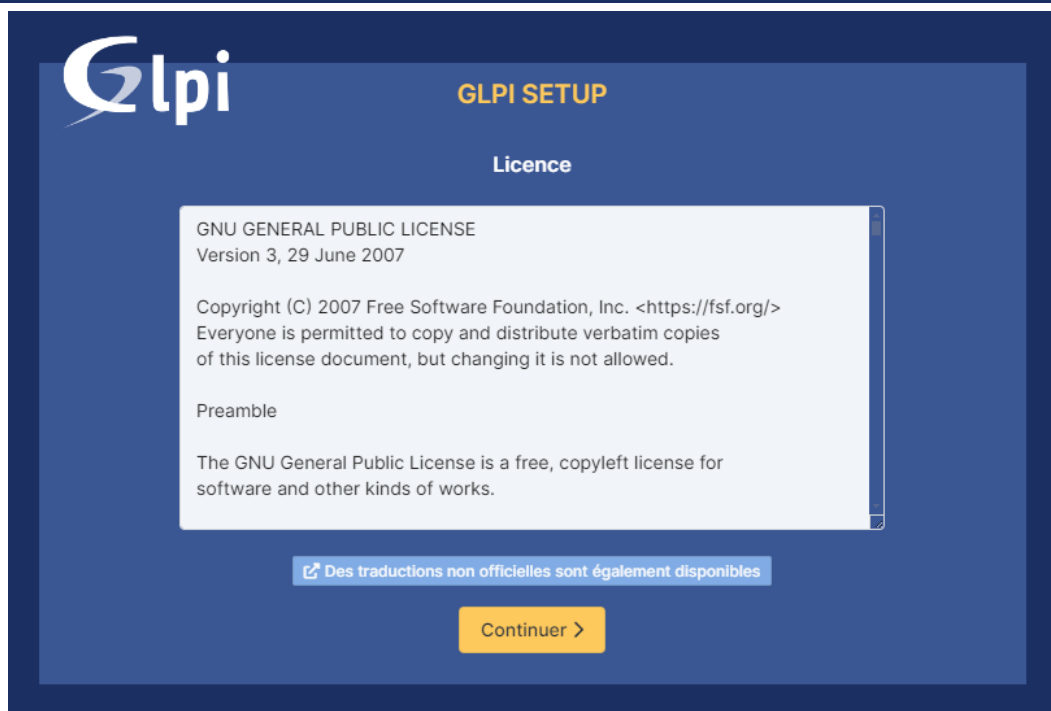 Glpi
GLPI SETUP
Licence
GNU GENERAL PUBLIC LICENSE
Version 3, 29 June 2007
Copyright (C) 2007 Free Software Foundation, Inc. <https://fsf.org/>
Everyone is permitted to copy and distribute verbatim copies
of this license document, but changing it is not allowed.
Preamble
The GNU General Public License is a free, copyleft license for
software and other kinds of works.
Des traductions non officielles sont également disponibles
Continuer